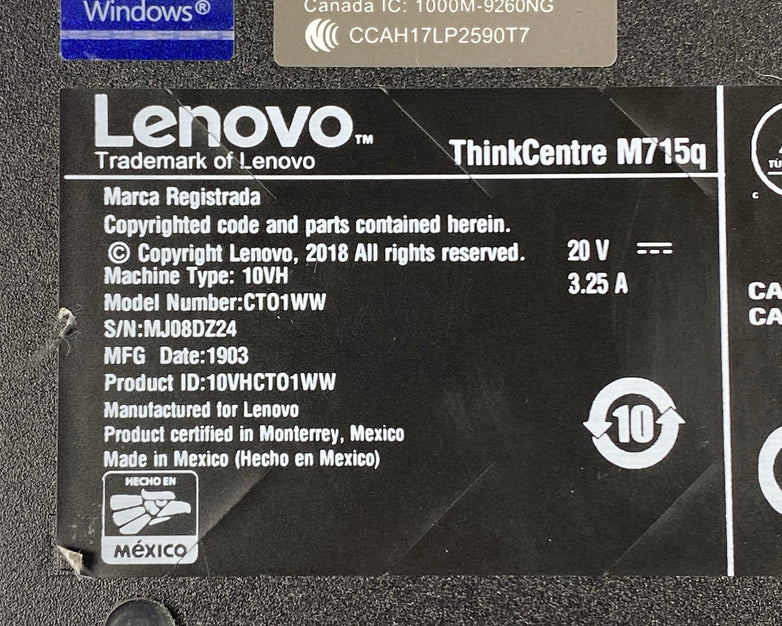 Windows®
Canada IC: 1000M-9260NG
CCAH17LP2590T7
Lenovo™
Trademark of Lenovo
ThinkCentre M715q
Marca Registrada
Copyrighted code and parts contained herein.
© Copyright Lenovo, 2018 All rights reserved.
20 V
Machine Type: 10VH
3.25 A
Model Number:CTO1WW
S/N:MJ08DZ24
MFG Date:1903
Product ID:10VHCTO1WW
Manufactured for Lenovo
Product certified in Monterrey, Mexico
Made in Mexico (Hecho en Mexico)
10
HECHO EN
MÉXICO
TÜ
c
CA
CA